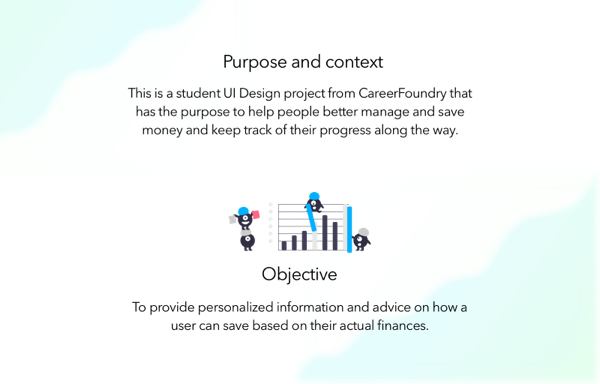 Purpose and context
This is a student UI Design project from CareerFoundry that
has the purpose to help people better manage and save
money and keep track of their progress along the way.
Objective
To provide personalized information and advice on how a
user can save based on their actual finances.